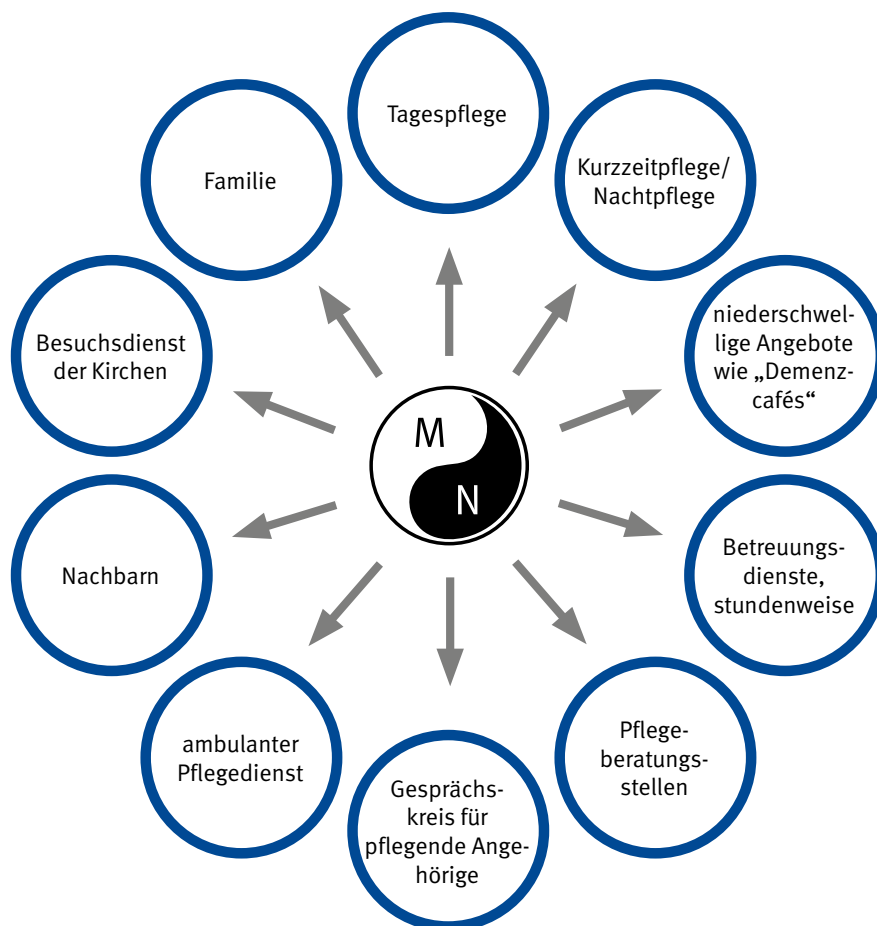 Tagespflege
Kurzzeitpflege/
Nachtpflege
niederschwel-
lige Angebote
wie „Demenz-
cafés“
Betreuungs-
dienste,
stundenweise
Pflege-
beratungs-
stellen
Gesprächs-
kreis für
pflegende Ange-
hörige
ambulanter
Pflegedienst
Nachbarn
Besuchsdienst
der Kirchen
Familie
M
N